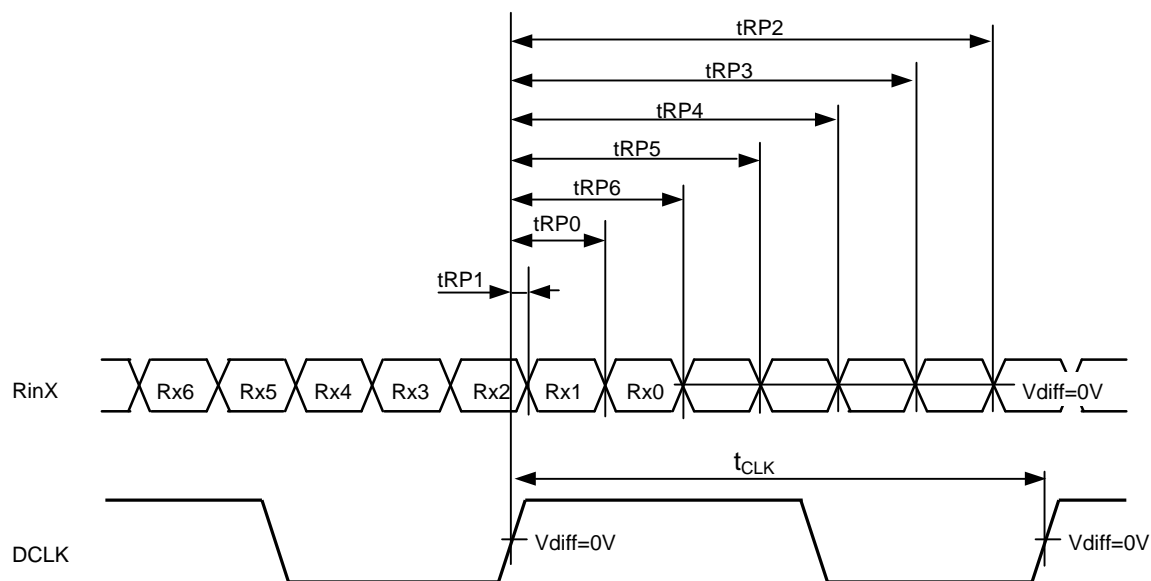 tRP2
tRP3
tRP4
tRP5
tRP6
tRP0
tRP1
RinX Rx6 Rx5 Rx4 Rx3 Rx2 Rx1 Rx0 Vdiff=0V
tCLK
DCLK Vdiff=0V Vdiff=0V